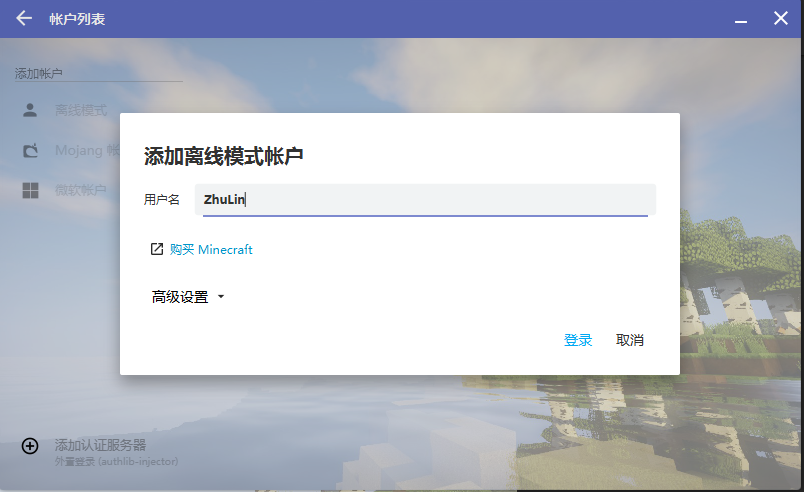 帐户列表
添加帐户
离线模式
Mojang 帐
微软帐户
添加离线模式帐户
用户名 ZhuLin
购买 Minecraft
高级设置
登录 取消
添加认证服务器
外置登录 (authlib-injector)